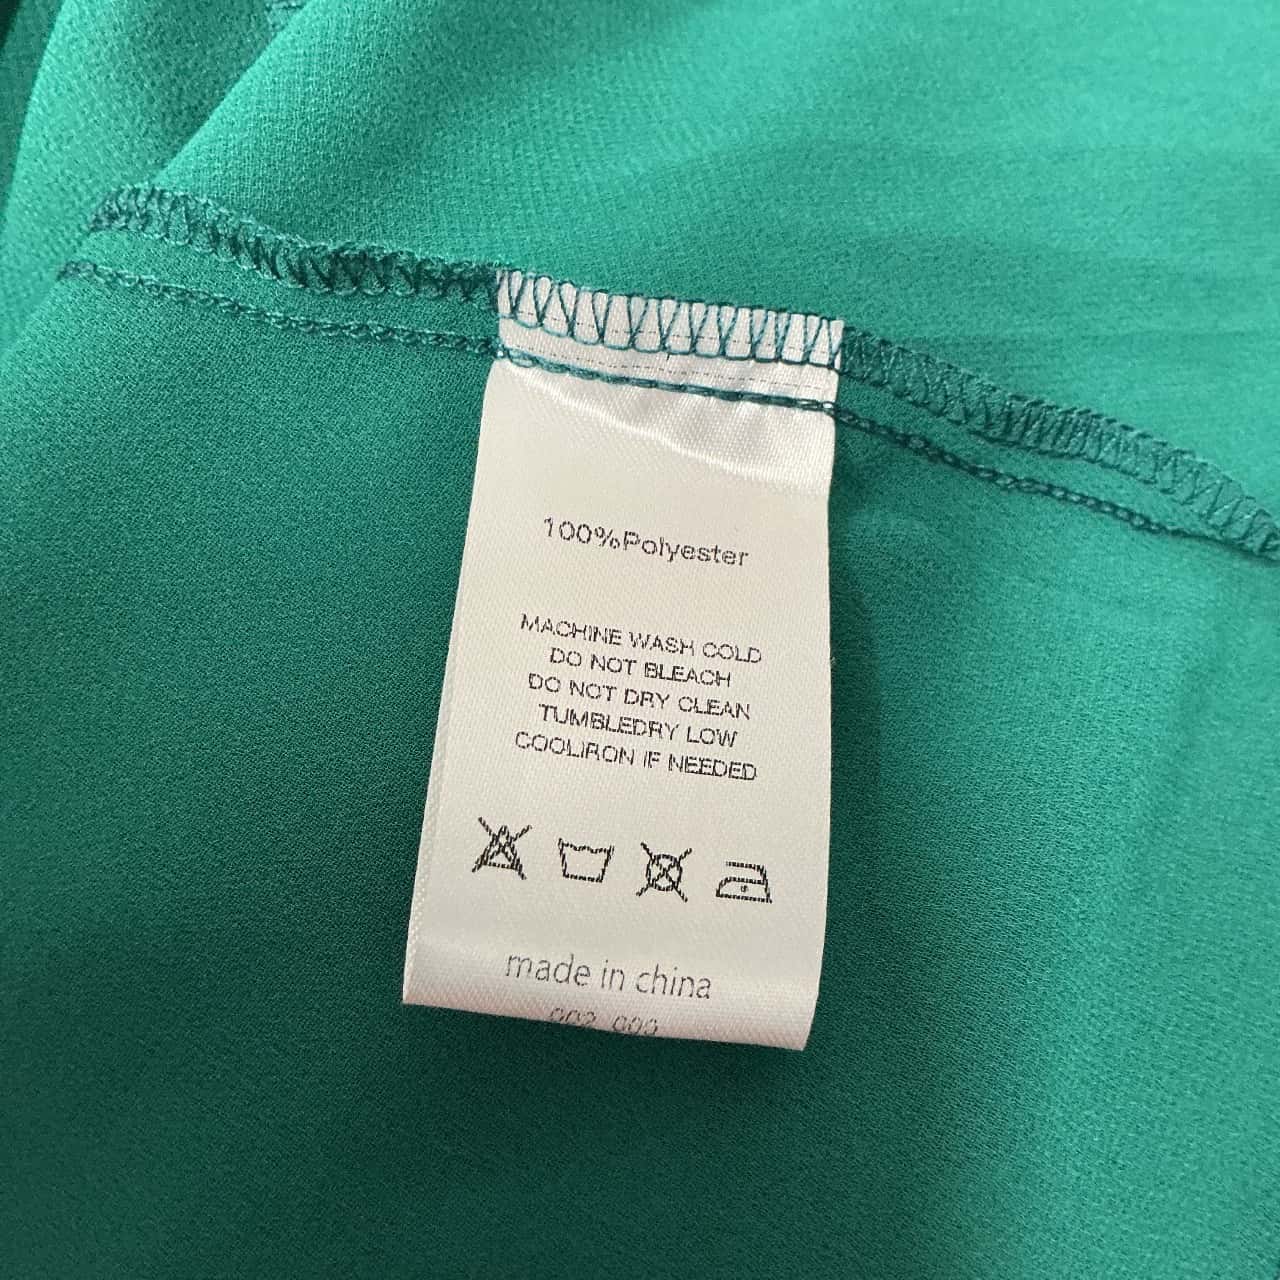 100%Polyester
MACHINE WASH COLD
DO NOT BLEACH
DO NOT DRY CLEAN
TUMBLEDRY LOW
COOLIRON IF NEEDED
made in china